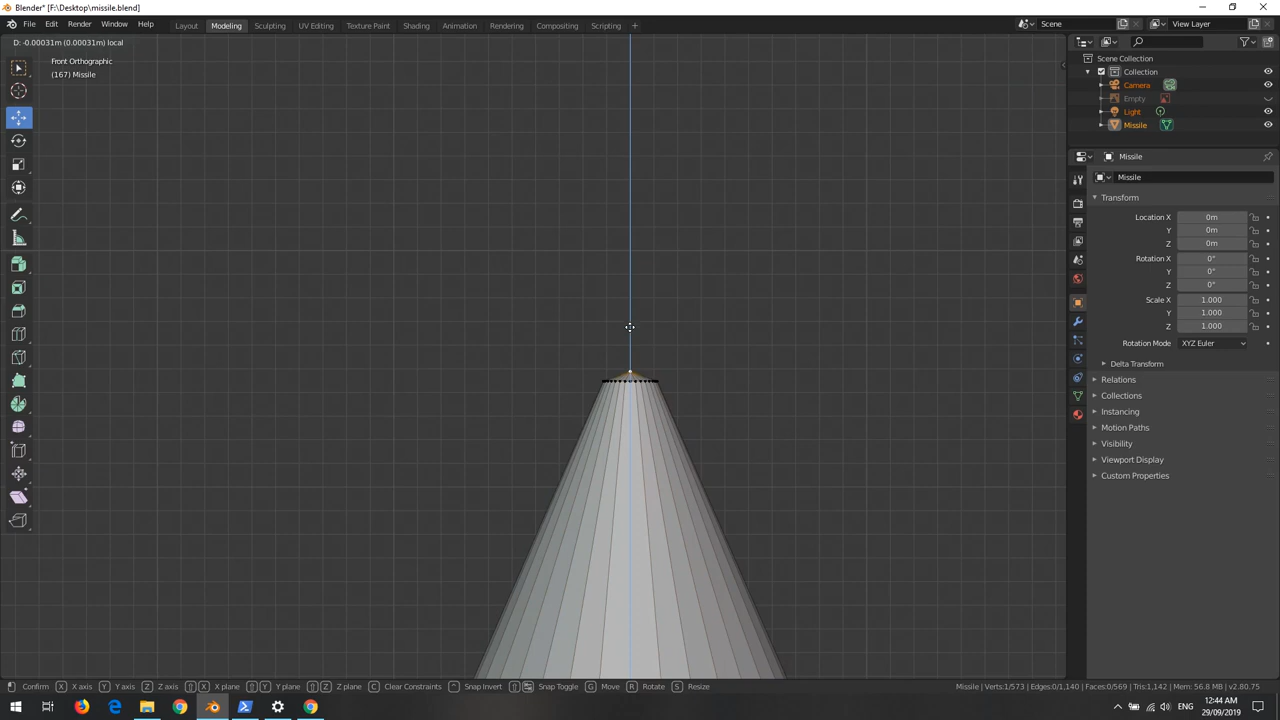 Blender* [F:\Desktop\missile.blend]
File Edit Render Window Help
Layout Modeling Sculpting UV Editing Texture Paint Shading Animation Rendering Compositing Scripting +
Scene
View Layer
D: -0.00031m (0.00031m) local
Front Orthographic
(167) Missile
Scene Collection
Collection
Camera
Empty
Light
Missile
Missile
Missile
Transform
Location X 0m
Y 0m
Z 0m
Rotation X 0°
Y 0°
Z 0°
Scale X 1.000
Y 1.000
Z 1.000
Rotation Mode XYZ Euler
Delta Transform
Relations
Collections
Instancing
Motion Paths
Visibility
Viewport Display
Custom Properties
Confirm X X axis Y Y axis Z Z axis X X plane Y Y plane Z Z plane C Clear Constraints Snap Invert Snap Toggle G Move R Rotate S Resize
Missile | Verts:1/573 | Edges:0/1,140 | Faces:0/569 | Tris:1,142 | Mem: 56.8 MB | v2.80.75
ENG
12:44 AM
29/09/2019